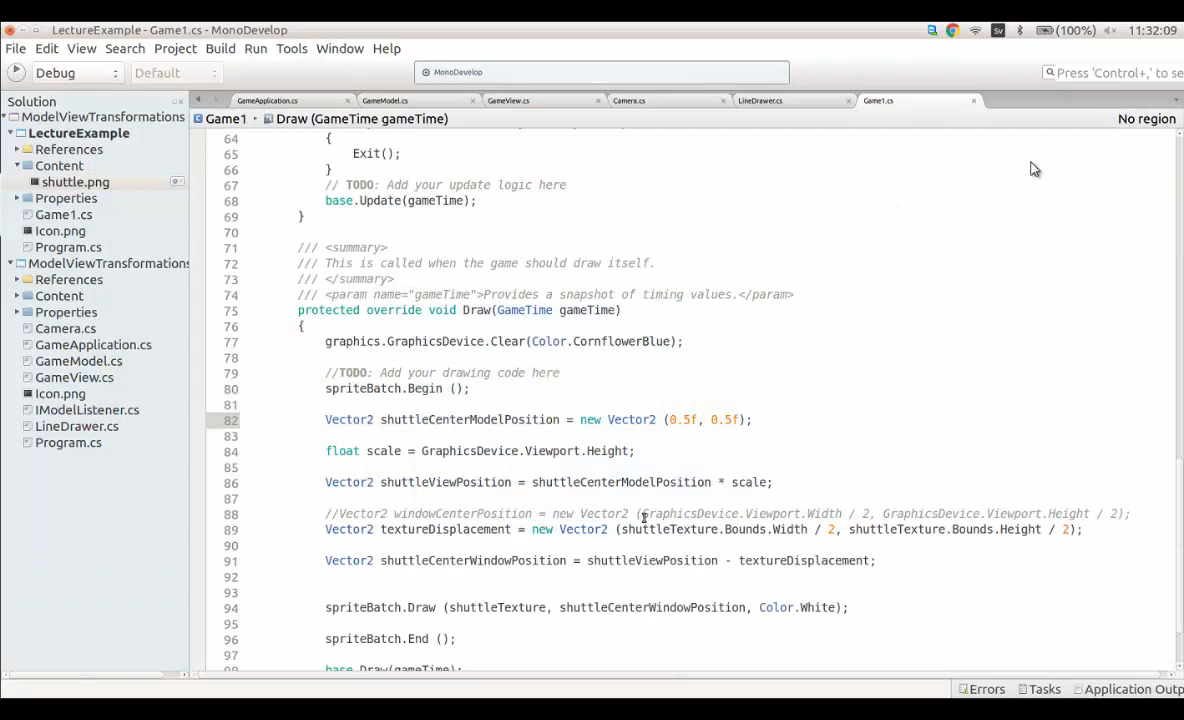 LectureExample - Game1.cs - MonoDevelop
Sv
(100%)
11:32:09
File Edit View Search Project Build Run Tools Window Help
Debug
Default
MonoDevelop
Press 'Control+,' to se
Solution
ModelViewTransformations
LectureExample
References
Content
shuttle.png
Properties
Game1.cs
Icon.png
Program.cs
ModelViewTransformations
References
Content
Properties
Camera.cs
GameApplication.cs
GameModel.cs
GameView.cs
Icon.png
IModelListener.cs
LineDrawer.cs
Program.cs
GameApplication.cs GameModel.cs GameView.cs Camera.cs LineDrawer.cs Game1.cs
Game1 Draw (GameTime gameTime) No region
64 {
65 Exit();
66 }
67 // TODO: Add your update logic here
68 base.Update(gameTime);
69 }
70
71 /// <summary>
72 /// This is called when the game should draw itself.
73 /// </summary>
74 /// <param name="gameTime">Provides a snapshot of timing values.</param>
75 protected override void Draw(GameTime gameTime)
76 {
77 graphics.GraphicsDevice.Clear(Color.CornflowerBlue);
78
79 //TODO: Add your drawing code here
80 spriteBatch.Begin ();
81
82 Vector2 shuttleCenterModelPosition = new Vector2 (0.5f, 0.5f);
83
84 float scale = GraphicsDevice.Viewport.Height;
85
86 Vector2 shuttleViewPosition = shuttleCenterModelPosition * scale;
87
88 //Vector2 windowCenterPosition = new Vector2 (GraphicsDevice.Viewport.Width / 2, GraphicsDevice.Viewport.Height / 2);
89 Vector2 textureDisplacement = new Vector2 (shuttleTexture.Bounds.Width / 2, shuttleTexture.Bounds.Height / 2);
90
91 Vector2 shuttleCenterWindowPosition = shuttleViewPosition - textureDisplacement;
92
93
94 spriteBatch.Draw (shuttleTexture, shuttleCenterWindowPosition, Color.White);
95
96 spriteBatch.End ();
97
98 base.Draw(gameTime);
Errors Tasks Application Outp